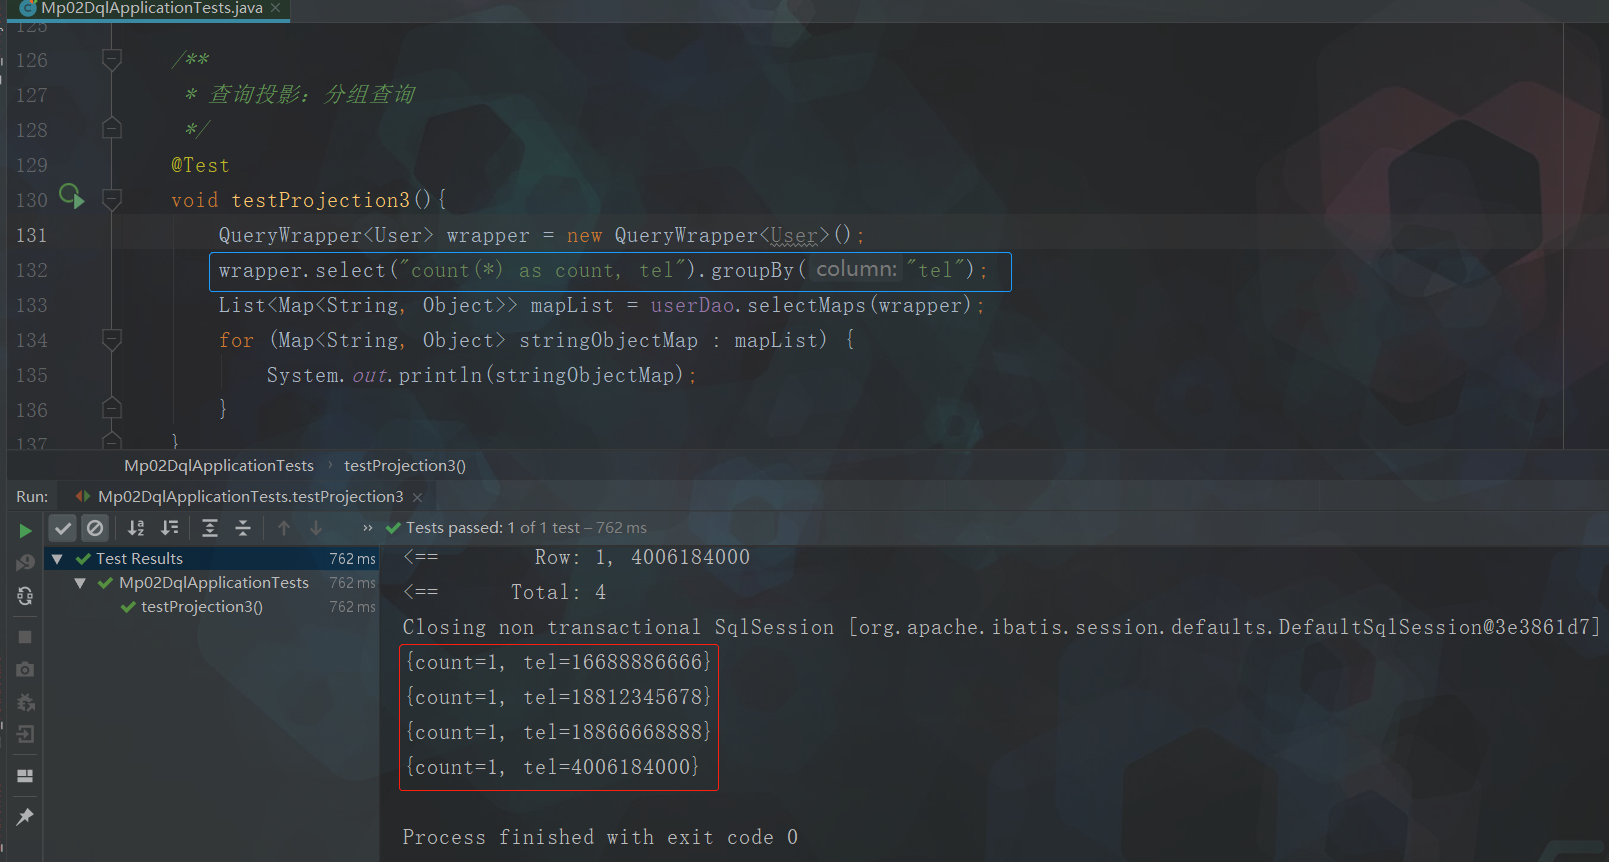 Mp02DqlApplicationTests.java
125
126 /**
127 * 查询投影：分组查询
128 */
129 @Test
130 void testProjection3(){
131 QueryWrapper<User> wrapper = new QueryWrapper<User>();
132 wrapper.select("count(*) as count, tel").groupBy( column: "tel");
133 List<Map<String, Object>> mapList = userDao.selectMaps(wrapper);
134 for (Map<String, Object> stringObjectMap : mapList) {
135 System.out.println(stringObjectMap);
136 }
137 }
Mp02DqlApplicationTests › testProjection3()
Run: Mp02DqlApplicationTests.testProjection3
» Tests passed: 1 of 1 test – 762 ms
Test Results 762 ms
Mp02DqlApplicationTests 762 ms
testProjection3() 762 ms
<== Row: 1, 4006184000
<== Total: 4
Closing non transactional SqlSession [org.apache.ibatis.session.defaults.DefaultSqlSession@3e3861d7]
{count=1, tel=16688886666}
{count=1, tel=18812345678}
{count=1, tel=18866668888}
{count=1, tel=4006184000}
Process finished with exit code 0